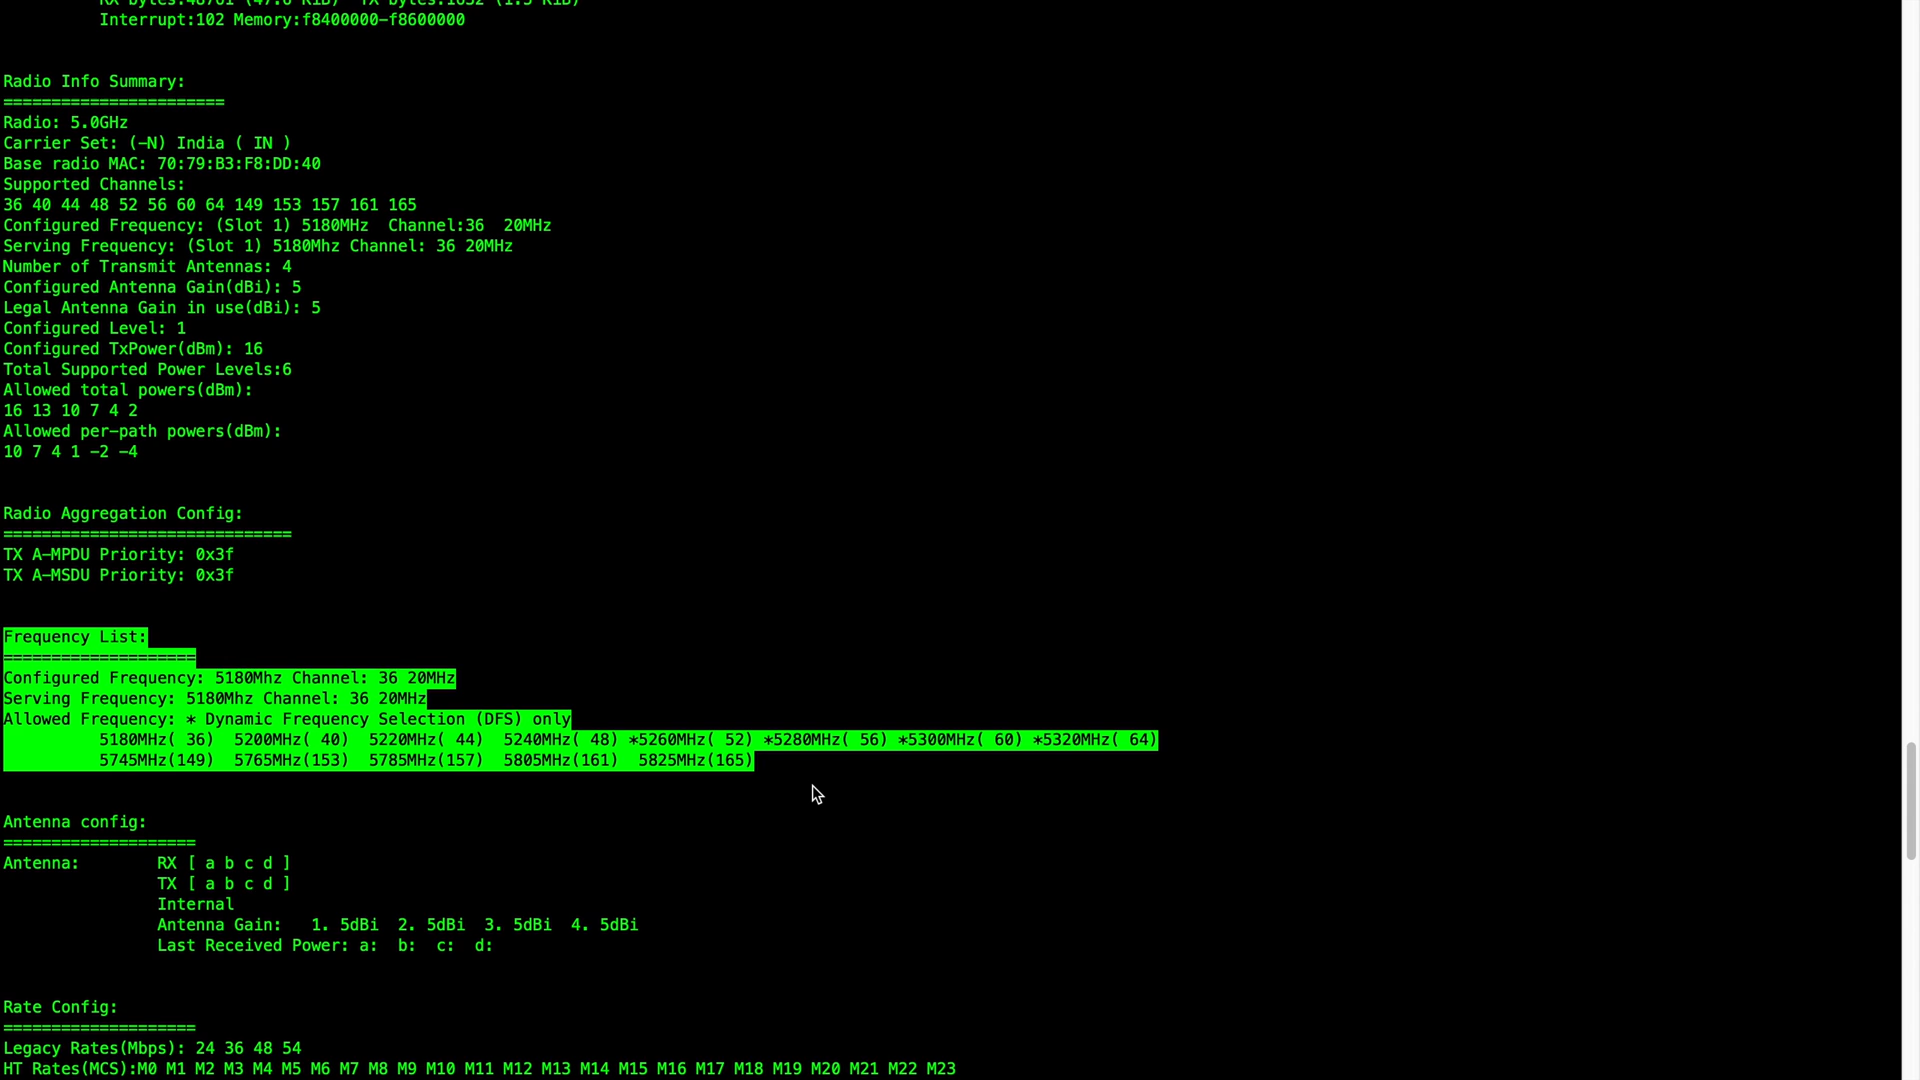 Interrupt:102 Memory:f8400000-f8600000
Radio Info Summary:
=======================
Radio: 5.0GHz
Carrier Set: (-N) India ( IN )
Base radio MAC: 70:79:B3:F8:DD:40
Supported Channels:
36 40 44 48 52 56 60 64 149 153 157 161 165
Configured Frequency: (Slot 1) 5180MHz  Channel:36  20MHz
Serving Frequency: (Slot 1) 5180Mhz Channel: 36 20MHz
Number of Transmit Antennas: 4
Configured Antenna Gain(dBi): 5
Legal Antenna Gain in use(dBi): 5
Configured Level: 1
Configured TxPower(dBm): 16
Total Supported Power Levels:6
Allowed total powers(dBm):
16 13 10 7 4 2
Allowed per-path powers(dBm):
10 7 4 1 -2 -4
Radio Aggregation Config:
==============================
TX A-MPDU Priority: 0x3f
TX A-MSDU Priority: 0x3f
Frequency List:
====================
Configured Frequency: 5180Mhz Channel: 36 20MHz
Serving Frequency: 5180Mhz Channel: 36 20MHz
Allowed Frequency: * Dynamic Frequency Selection (DFS) only
5180MHz( 36)  5200MHz( 40)  5220MHz( 44)  5240MHz( 48) *5260MHz( 52) *5280MHz( 56) *5300MHz( 60) *5320MHz( 64)
5745MHz(149)  5765MHz(153)  5785MHz(157)  5805MHz(161)  5825MHz(165)
Antenna config:
====================
Antenna:        RX [ a b c d ]
TX [ a b c d ]
Internal
Antenna Gain:   1. 5dBi  2. 5dBi  3. 5dBi  4. 5dBi
Last Received Power: a:  b:  c:  d:
Rate Config:
====================
Legacy Rates(Mbps): 24 36 48 54
HT Rates(MCS):M0 M1 M2 M3 M4 M5 M6 M7 M8 M9 M10 M11 M12 M13 M14 M15 M16 M17 M18 M19 M20 M21 M22 M23